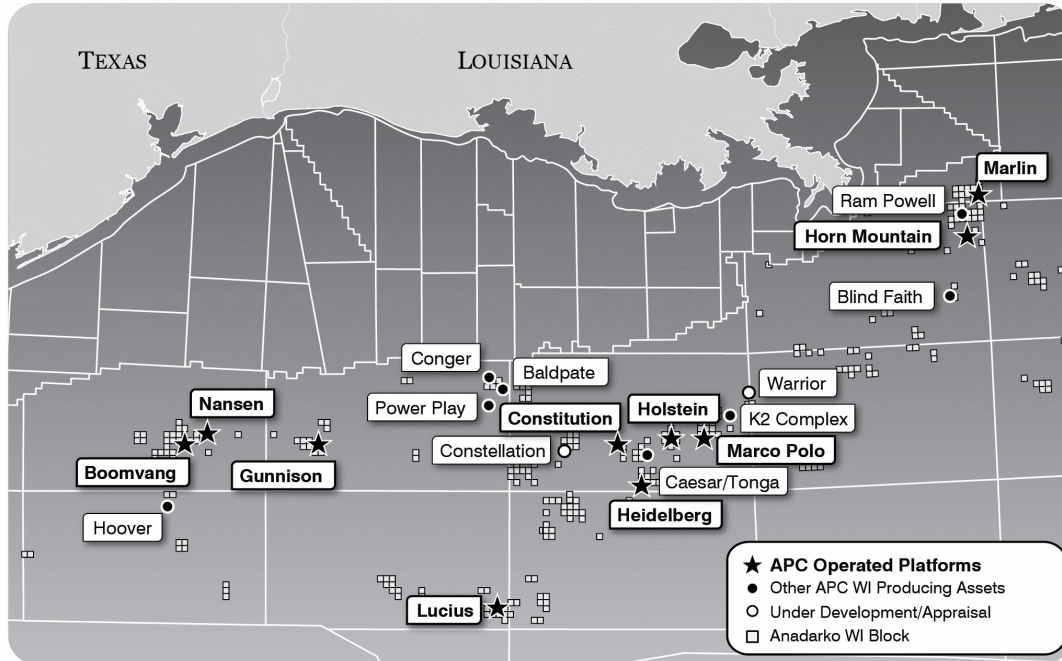 TEXAS
LOUISIANA
Marlin
Ram Powell
Horn Mountain
Blind Faith
Conger
Baldpate
Warrior
Nansen
Power Play
Constitution
Holstein
K2 Complex
Boomvang
Gunnison
Constellation
Marco Polo
Caesar/Tonga
Hoover
Heidelberg
Lucius
APC Operated Platforms
Other APC WI Producing Assets
Under Development/Appraisal
Anadarko WI Block